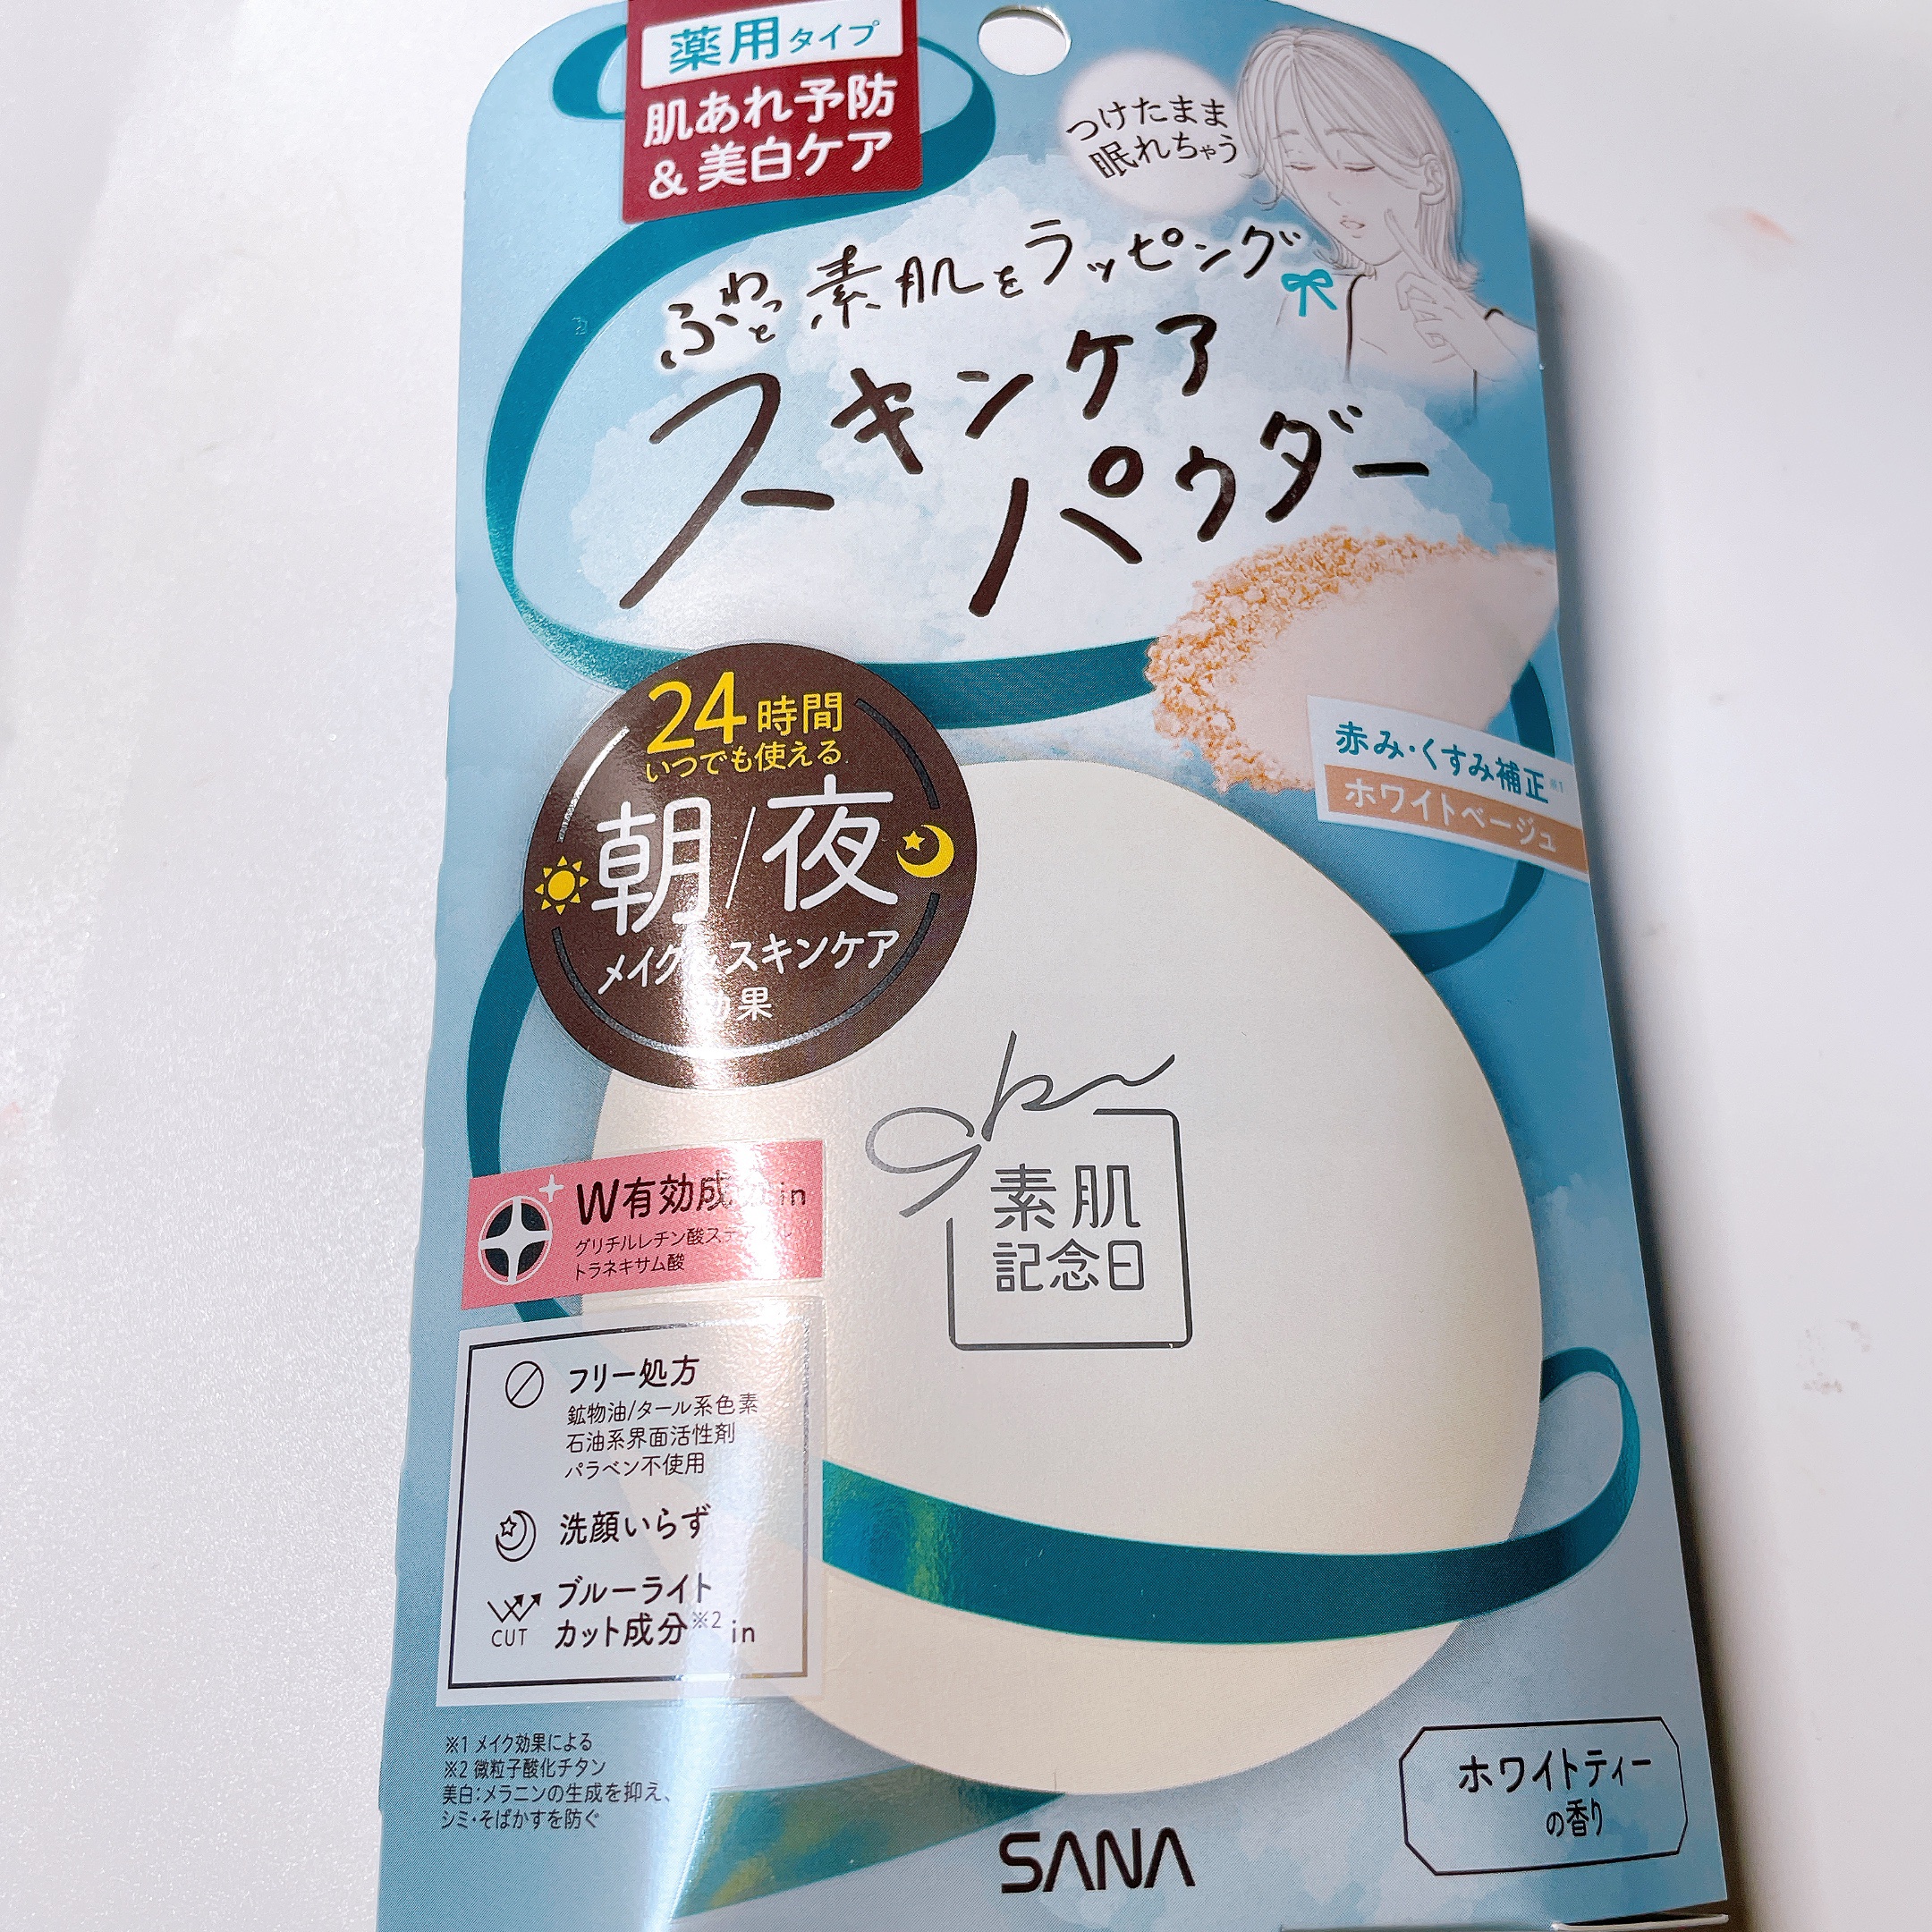 薬用タイプ
肌あれ予防
&美白ケア
つけたまま
眠れちゃう
ふわっと素肌をラッピング
スキンケア
パウダー
24時間
いつでも使える
朝/夜
メイク スキンケア
効果
赤み・くすみ補正※1
ホワイトベージュ
素肌
記念日
W有効成 in
グリチルレチン酸ステ
トラネキサム酸
フリー処方
鉱物油/タール系色素
石油系界面活性剤
パラベン不使用
洗顔いらず
CUT
ブルーライト
カット成分※2 in
※1 メイク効果による
※2 微粒子酸化チタン
美白:メラニンの生成を抑え、
シミ・そばかすを防ぐ
SANA
ホワイトティー
の香り